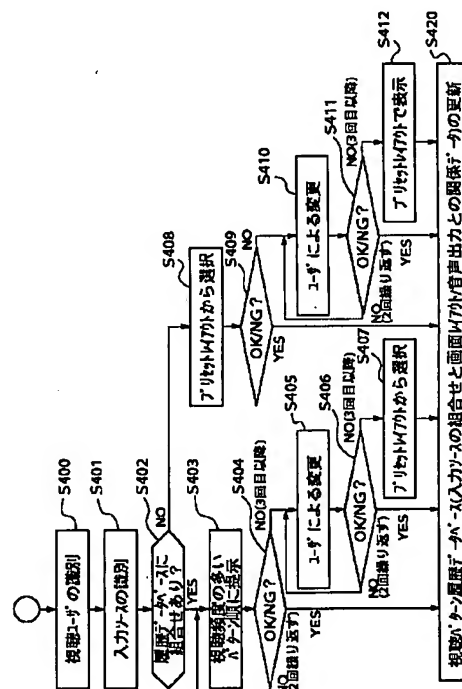 S400
視聴ユーザの識別
S401
入力ソースの識別
S402
履歴データベースに
組合せあり?
NO
YES
S403
視聴頻度の多い
パターン順に提示
S404
OK/NG?
NO(3回目以降)
NO
(2回繰り返す)
YES
S405
ユーザによる変更
S406
OK/NG?
NO(3回目以降)
NO
(2回繰り返す)
YES
S407
プリセットレイアウトから選択
S408
プリセットレイアウトから選択
S409
OK/NG?
NO
YES
S410
ユーザによる変更
S411
OK/NG?
NO(3回目以降)
NO
(2回繰り返す)
YES
S412
プリセットレイアウトで表示
S420
視聴パターン履歴データベース(入力ソースの組合せと画面レイアウト/音声出力との関係データ)の更新